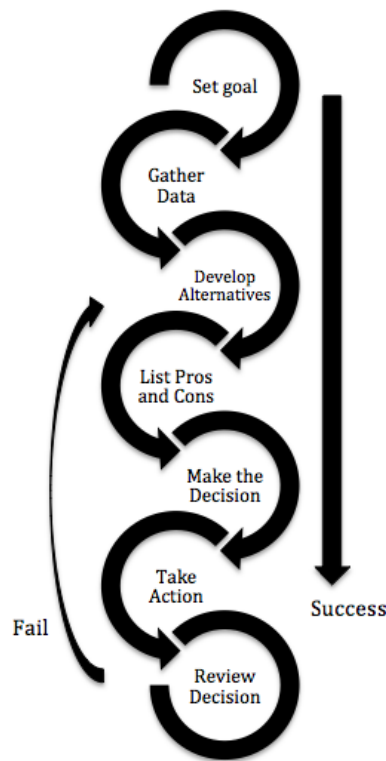 Set goal
Gather
Data
Develop
Alternatives
List Pros
and Cons
Make the
Decision
Take
Action
Success
Fail
Review
Decision